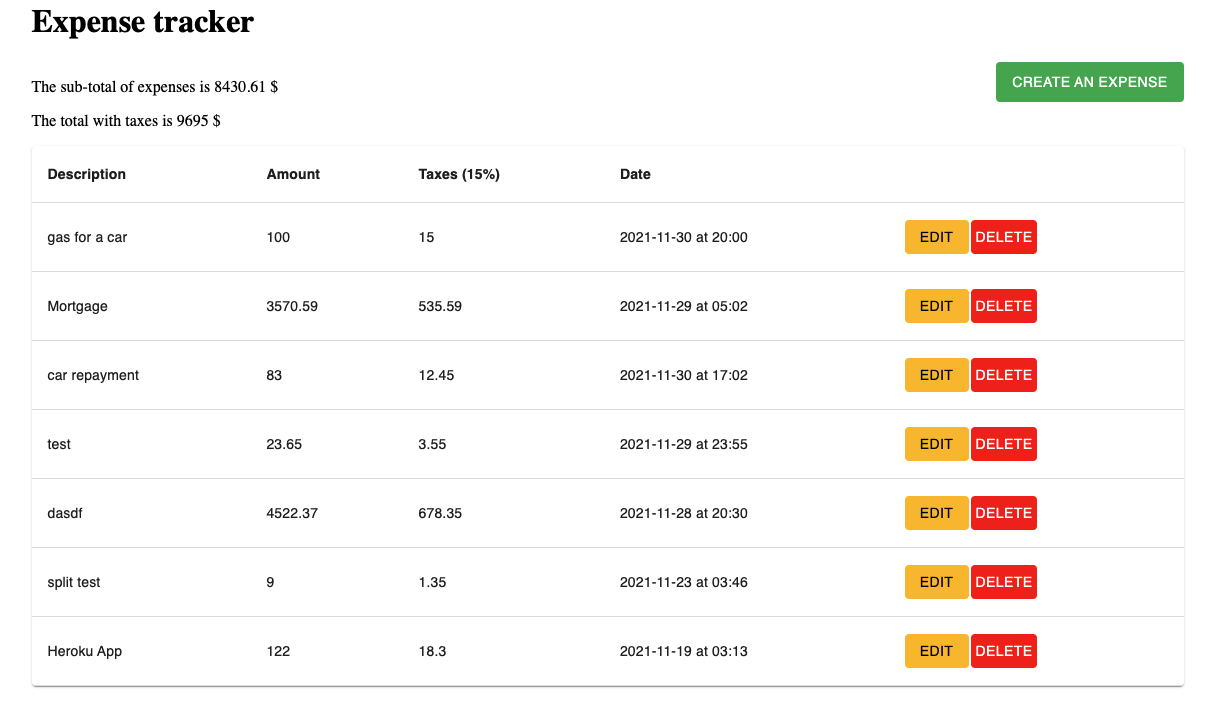 Expense tracker
The sub-total of expenses is 8430.61 $
CREATE AN EXPENSE
The total with taxes is 9695 $
Description Amount Taxes (15%) Date
gas for a car 100 15 2021-11-30 at 20:00 EDIT DELETE
Mortgage 3570.59 535.59 2021-11-29 at 05:02 EDIT DELETE
car repayment 83 12.45 2021-11-30 at 17:02 EDIT DELETE
test 23.65 3.55 2021-11-29 at 23:55 EDIT DELETE
dasdf 4522.37 678.35 2021-11-28 at 20:30 EDIT DELETE
split test 9 1.35 2021-11-23 at 03:46 EDIT DELETE
Heroku App 122 18.3 2021-11-19 at 03:13 EDIT DELETE